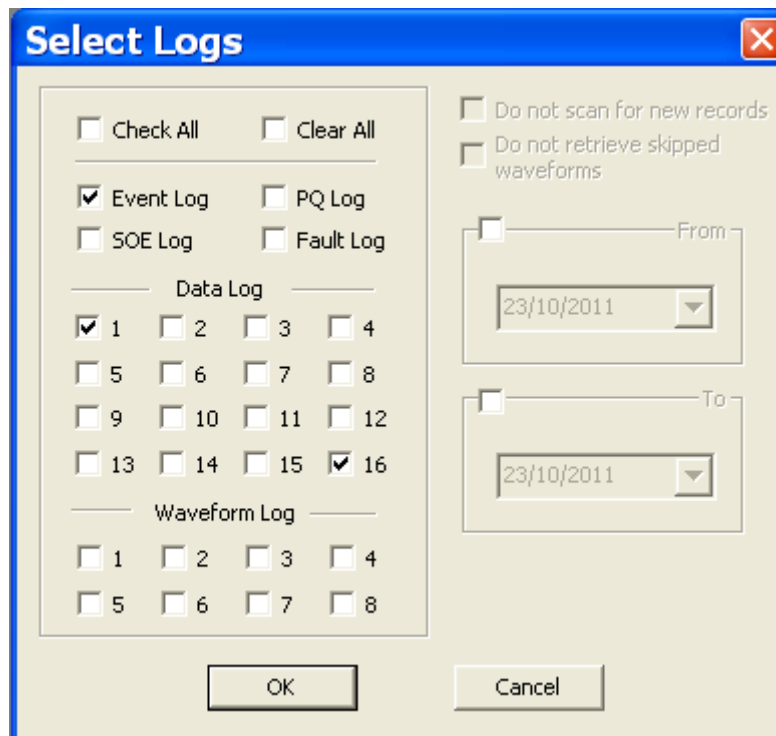 Select Logs
Check All Clear All
Event Log PQ Log
SOE Log Fault Log
Data Log
1 2 3 4
5 6 7 8
9 10 11 12
13 14 15 16
Waveform Log
1 2 3 4
5 6 7 8
Do not scan for new records
Do not retrieve skipped
waveforms
From
23/10/2011
To
23/10/2011
OK Cancel